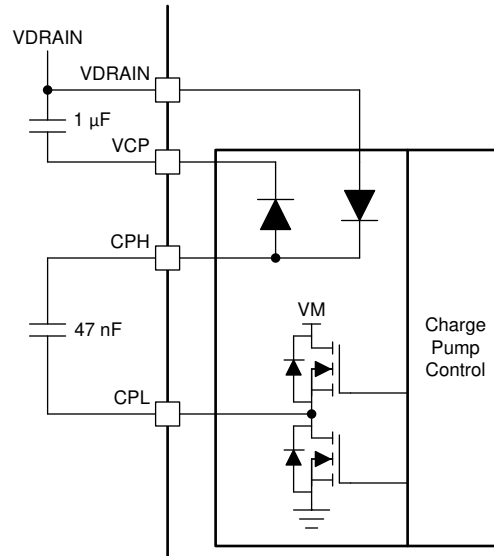 VDRAIN
VDRAIN
1 µF
VCP
CPH
47 nF
VM
Charge
Pump
Control
CPL